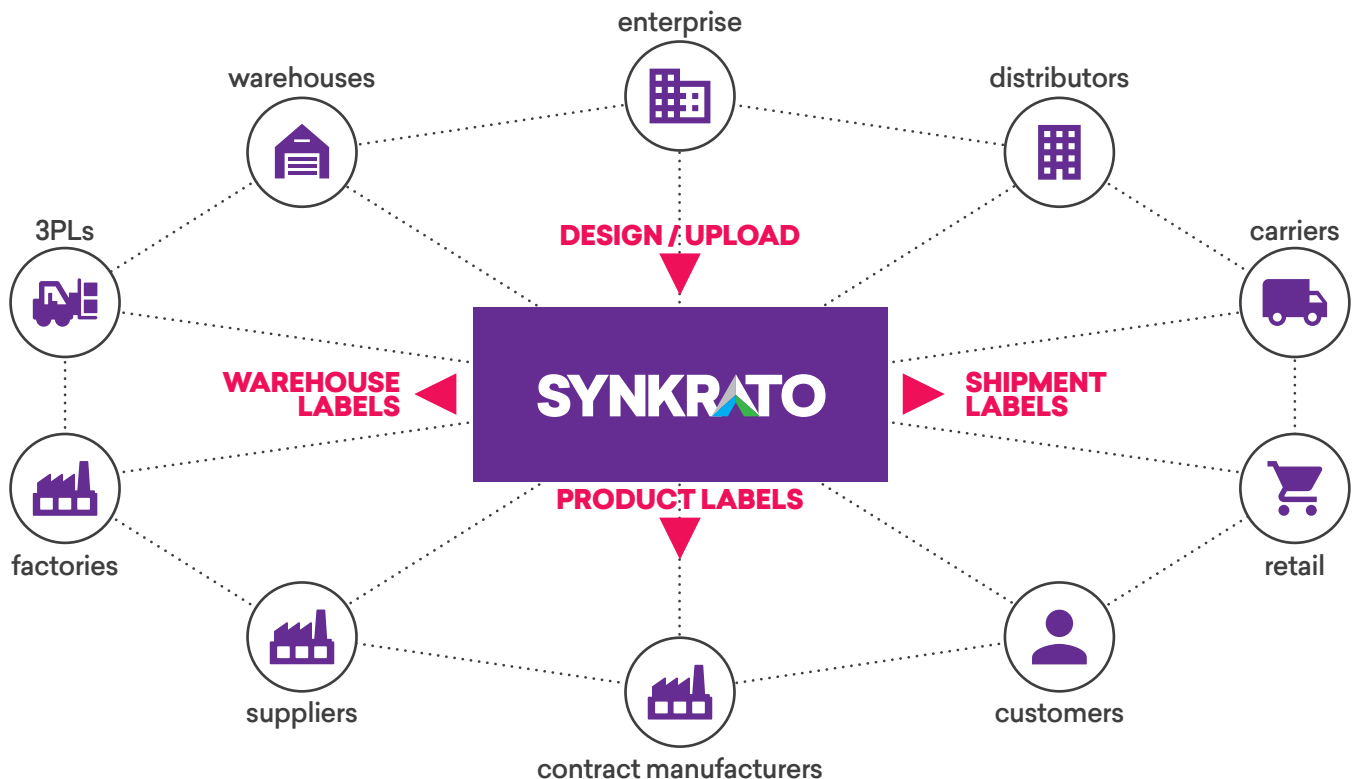 enterprise
warehouses
distributors
3PLs
carriers
DESIGN / UPLOAD
WAREHOUSE
LABELS
SYNKRATO
SHIPMENT
LABELS
PRODUCT LABELS
factories
retail
suppliers
customers
contract manufacturers